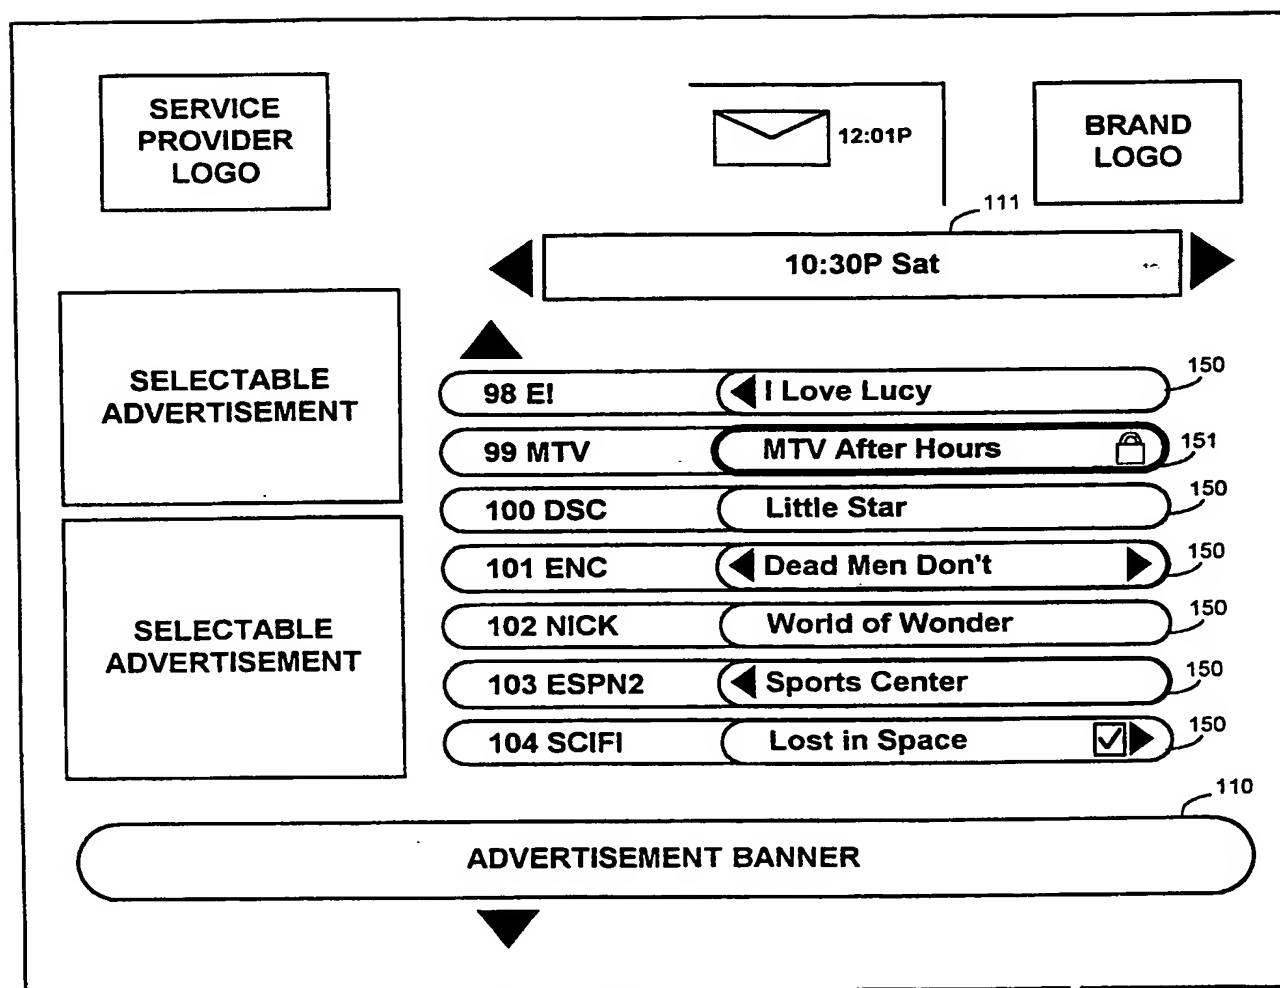 SERVICE
PROVIDER
LOGO
12:01P
BRAND
LOGO
111
10:30P Sat
SELECTABLE
ADVERTISEMENT
98 E! I Love Lucy 150
99 MTV MTV After Hours 151
100 DSC Little Star 150
101 ENC Dead Men Don't 150
102 NICK World of Wonder 150
103 ESPN2 Sports Center 150
104 SCIFI Lost in Space 150
SELECTABLE
ADVERTISEMENT
110
ADVERTISEMENT BANNER